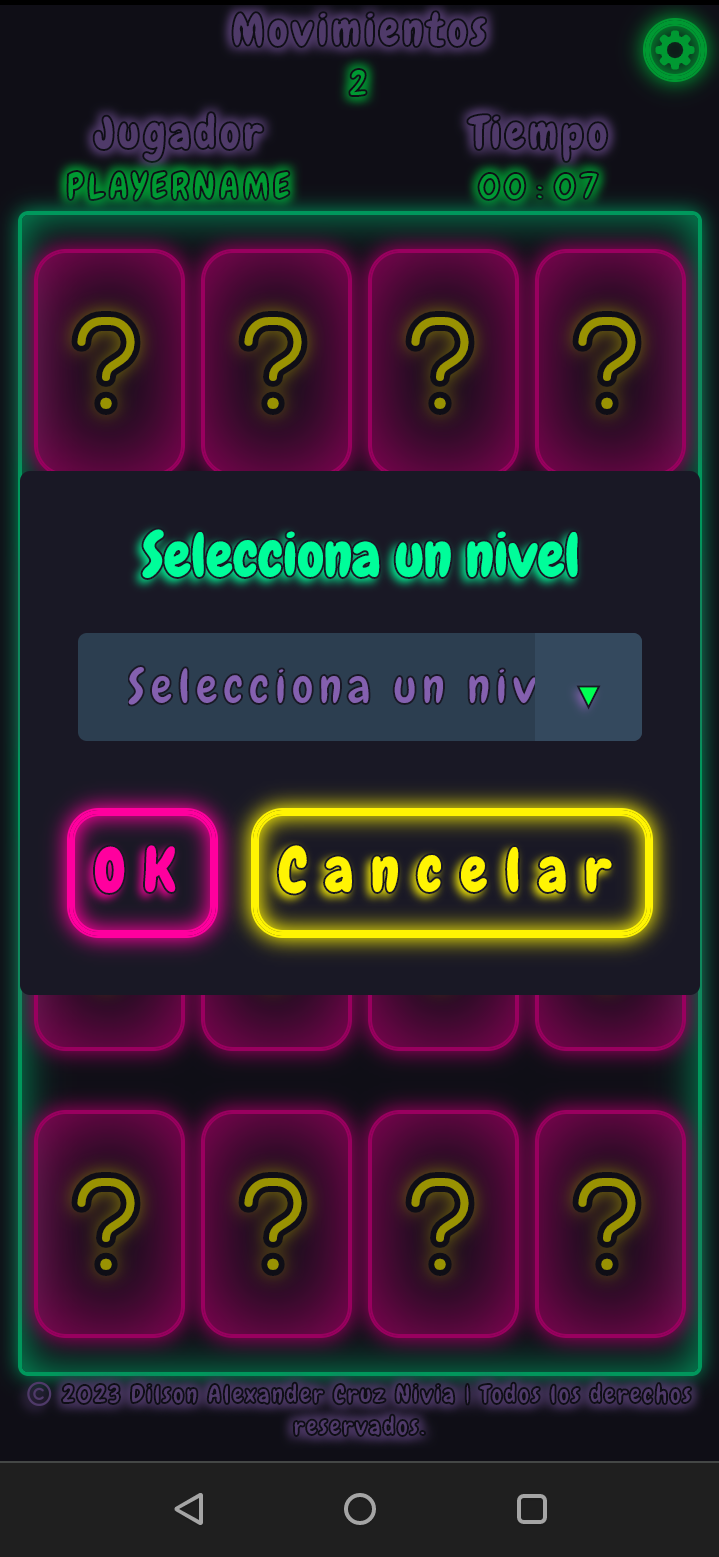 Movimientos
2
Jugador Tiempo
PLAYERNAME 00:07
? ? ? ?
Selecciona un nivel
Selecciona un niv
OK Cancelar
? ? ? ?
© 2023 Dilson Alexander Cruz Nivia | Todos los derechos
reservados.